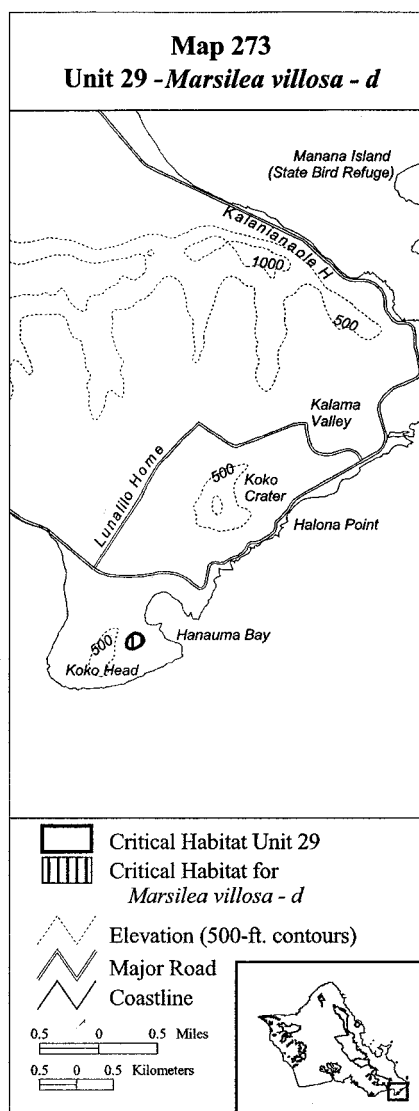 Map 273
Unit 29 - Marsilea villosa - d
Manana Island
(State Bird Refuge)
Kalanianaole H
1000
500
Kalama
Valley
Lunalilo Home
500
Koko
Crater
Halona Point
Hanauma Bay
500
Koko Head
Critical Habitat Unit 29
Critical Habitat for
Marsilea villosa - d
Elevation (500-ft. contours)
Major Road
Coastline
0.5 0 0.5 Miles
0.5 0 0.5 Kilometers